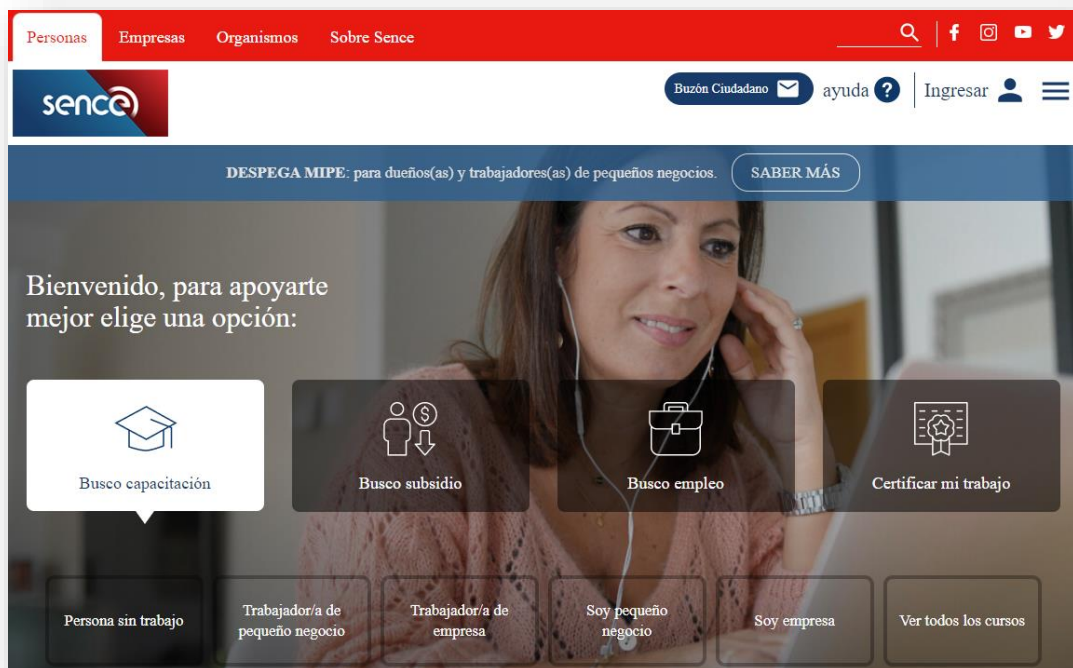 Personas Empresas Organismos Sobre Sence
sence
Buzón Ciudadano ayuda ? Ingresar
DESPEGA MIPE: para dueños(as) y trabajadores(as) de pequeños negocios. SABER MÁS
Bienvenido, para apoyarte
mejor elige una opción:
Busco capacitación
Busco subsidio
Busco empleo
Certificar mi trabajo
Persona sin trabajo
Trabajador/a de
pequeño negocio
Trabajador/a de
empresa
Soy pequeño
negocio
Soy empresa
Ver todos los cursos